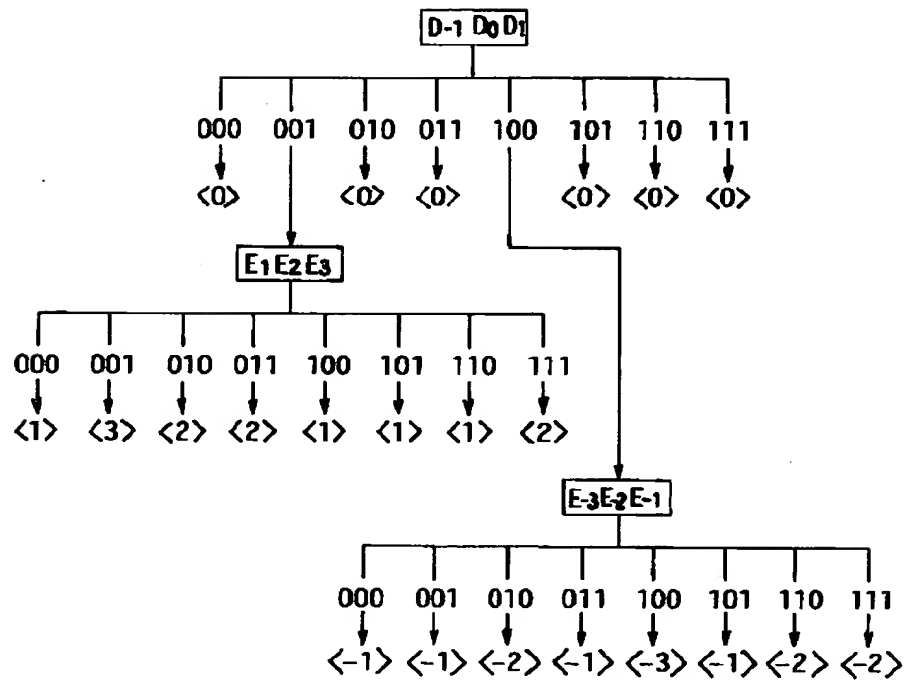 D-1 D0 D1
000 001 010 011 100 101 110 111
<0> <0> <0> <0> <0> <0>
E1 E2 E3
000 001 010 011 100 101 110 111
<1> <3> <2> <2> <1> <1> <1> <2>
E-3 E-2 E-1
000 001 010 011 100 101 110 111
<-1> <-1> <-2> <-1> <-3> <-1> <-2> <-2>